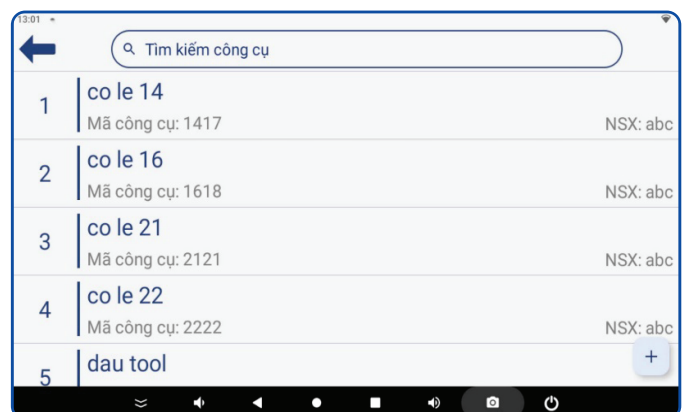 13:01
Tìm kiếm công cụ
1
co le 14
Mã công cụ: 1417
NSX: abc
2
co le 16
Mã công cụ: 1618
NSX: abc
3
co le 21
Mã công cụ: 2121
NSX: abc
4
co le 22
Mã công cụ: 2222
NSX: abc
5
dau tool
+